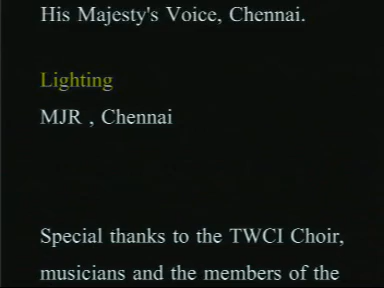 His Majesty's Voice, Chennai.
Lighting
MJR , Chennai
Special thanks to the TWCI Choir,
musicians and the members of the